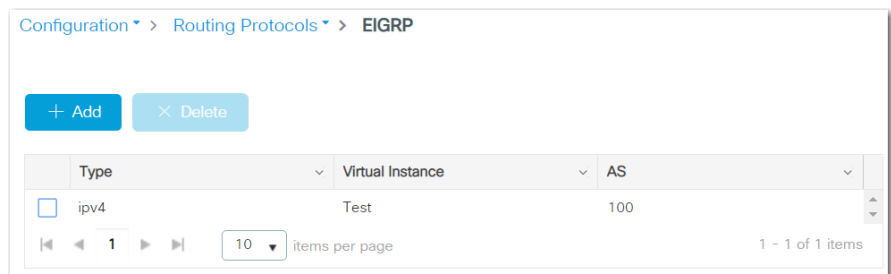 Configuration > Routing Protocols > EIGRP
+ Add × Delete
Type Virtual Instance AS
ipv4 Test 100
1 10 items per page 1 - 1 of 1 items